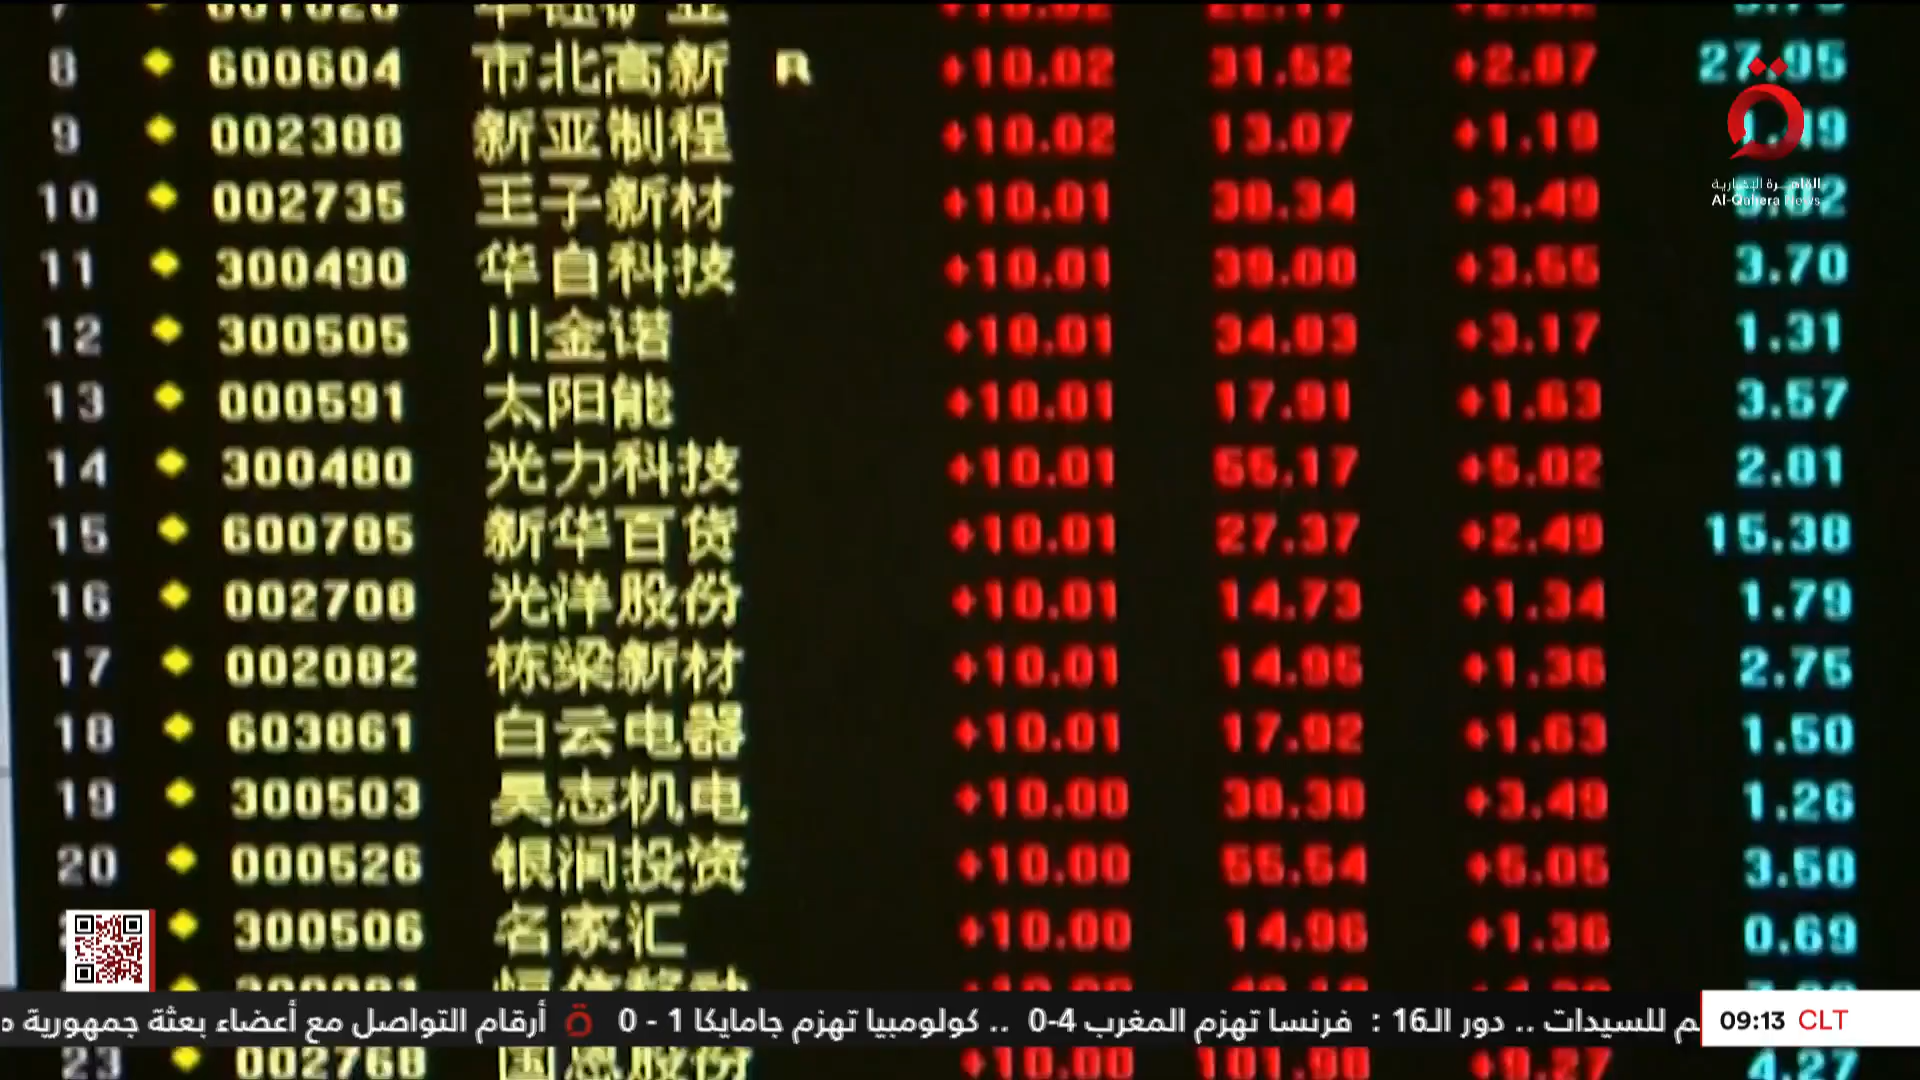 8 600604 市北高新 R +10.02 31.52 +2.87 27.95
9 002388 新亚制程 +10.02 13.07 +1.19
10 002735 王子新材 +10.01 38.34 +3.49
11 300490 华自科技 +10.01 39.00 +3.55 3.70
12 300505 川金诺 +10.01 34.83 +3.17 1.31
13 000591 太阳能 +10.01 17.91 +1.63 3.57
14 300480 光力科技 +10.01 55.17 +5.02 2.81
15 600785 新华百货 +10.01 27.37 +2.49 15.38
16 002708 光洋股份 +10.01 14.73 +1.34 1.79
17 002082 栋梁新材 +10.01 14.95 +1.36 2.75
18 603861 白云电器 +10.01 17.92 +1.63 1.50
19 300503 昊志机电 +10.00 38.38 +3.49 1.26
20 000526 银润投资 +10.00 55.54 +5.05 3.58
300506 名家汇 +10.00 14.96 +1.36 0.69
23 002768 国恩股份 +10.00 101.98 +9.27 4.27
القاهرة الإخبارية
Al-Qahera News
م للسيدات .. دور الـ16 : فرنسا تهزم المغرب 4-0 .. كولومبيا تهزم جامايكا 1 - 0
أرقام التواصل مع أعضاء بعثة جمهورية
09:13 CLT